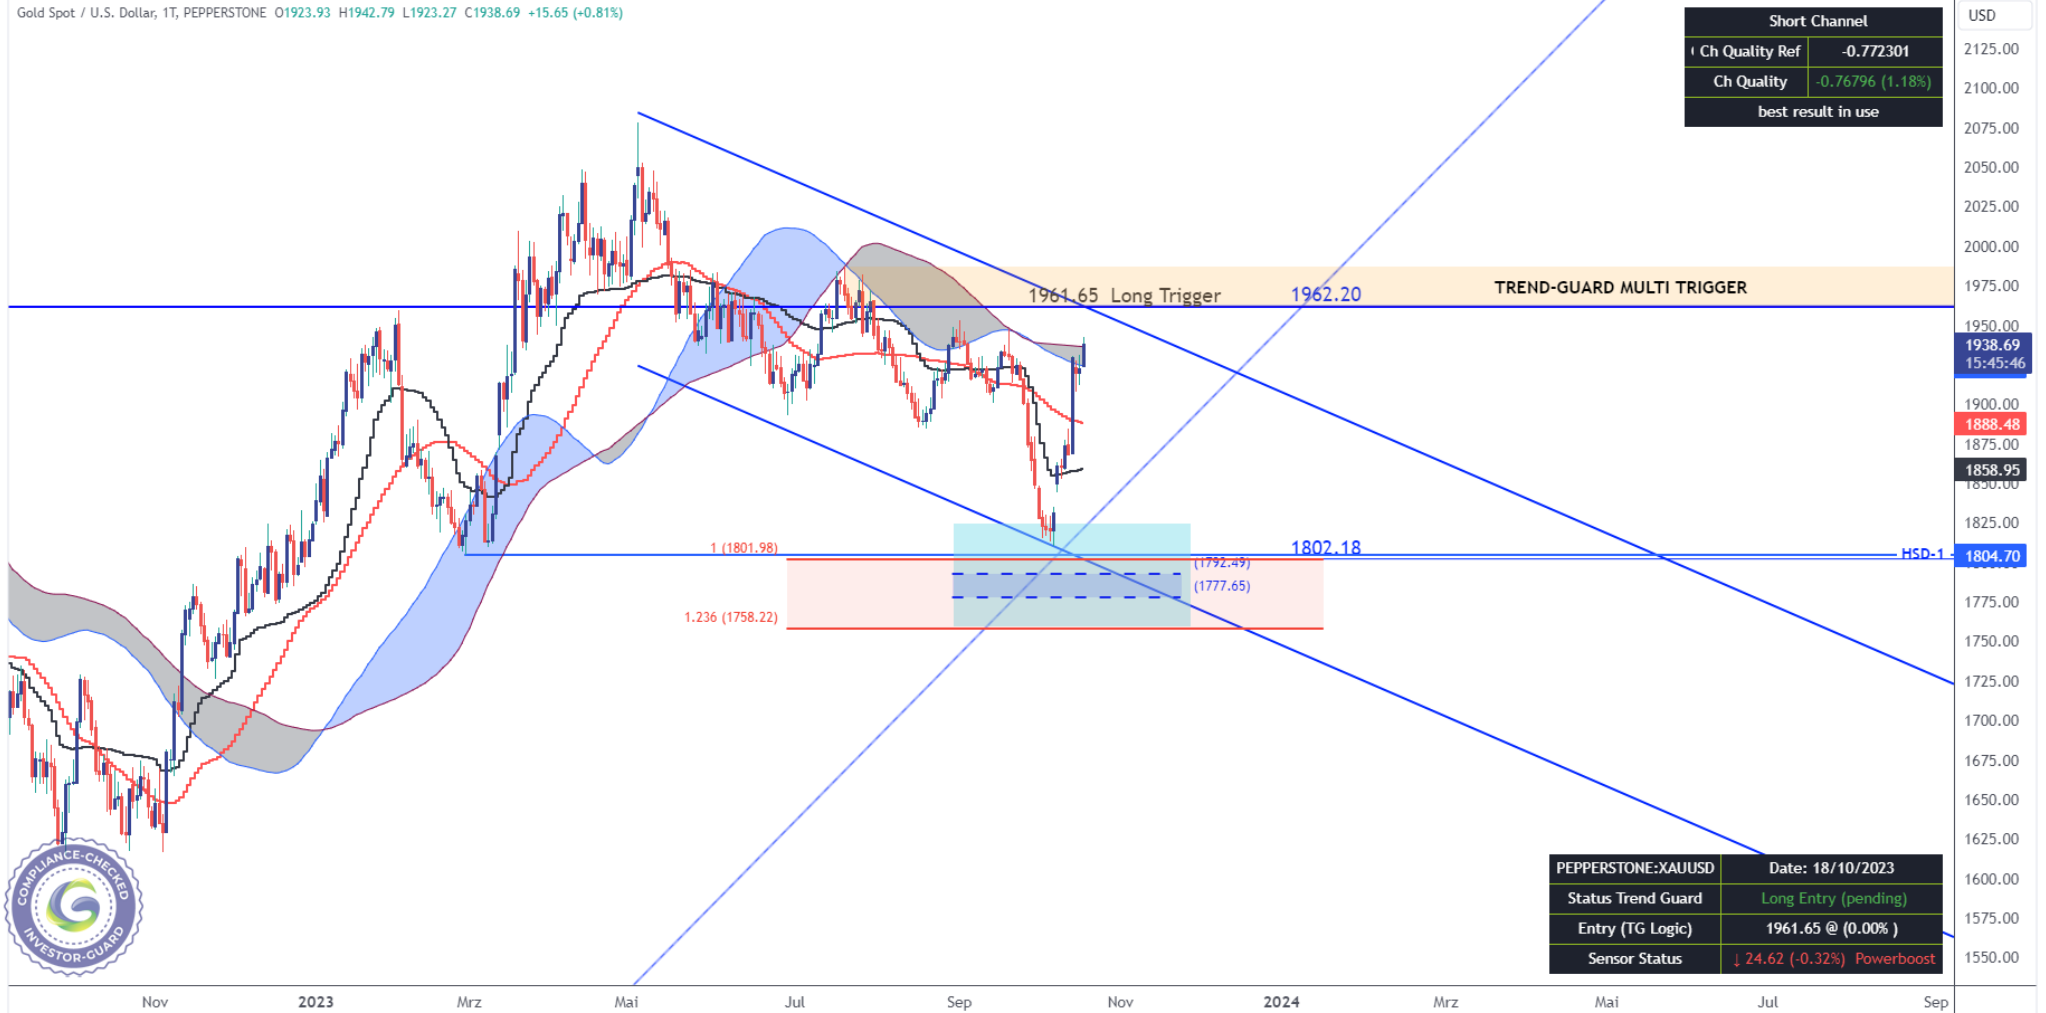 Gold Spot / U.S. Dollar, 1T, PEPPERSTONE O1923.93 H1942.79 L1923.27 C1938.69 +15.65 (+0.81%)
USD
Short Channel
Ch Quality Ref -0.772301
Ch Quality -0.76796 (1.18%)
best result in use
2125.00
2100.00
2075.00
2050.00
2025.00
2000.00
1975.00
1950.00
1938.69
15:45:46
1900.00
1888.48
1875.00
1858.95
1850.00
1825.00
1804.70
1775.00
1750.00
1725.00
1700.00
1675.00
1650.00
1625.00
1600.00
1575.00
1550.00
TREND-GUARD MULTI TRIGGER
1961.65 Long Trigger
1962.20
1 (1801.98)
1802.18
HSD-1
(1792.49)
(1777.65)
1.236 (1758.22)
COMPLIANCE-CHECKED
INVESTOR-GUARD
PEPPERSTONE:XAUUSD Date: 18/10/2023
Status Trend Guard Long Entry (pending)
Entry (TG Logic) 1961.65 @ (0.00% )
Sensor Status ↓ 24.62 (-0.32%) Powerboost
Nov 2023 Mrz Mai Jul Sep Nov 2024 Mrz Mai Jul Sep